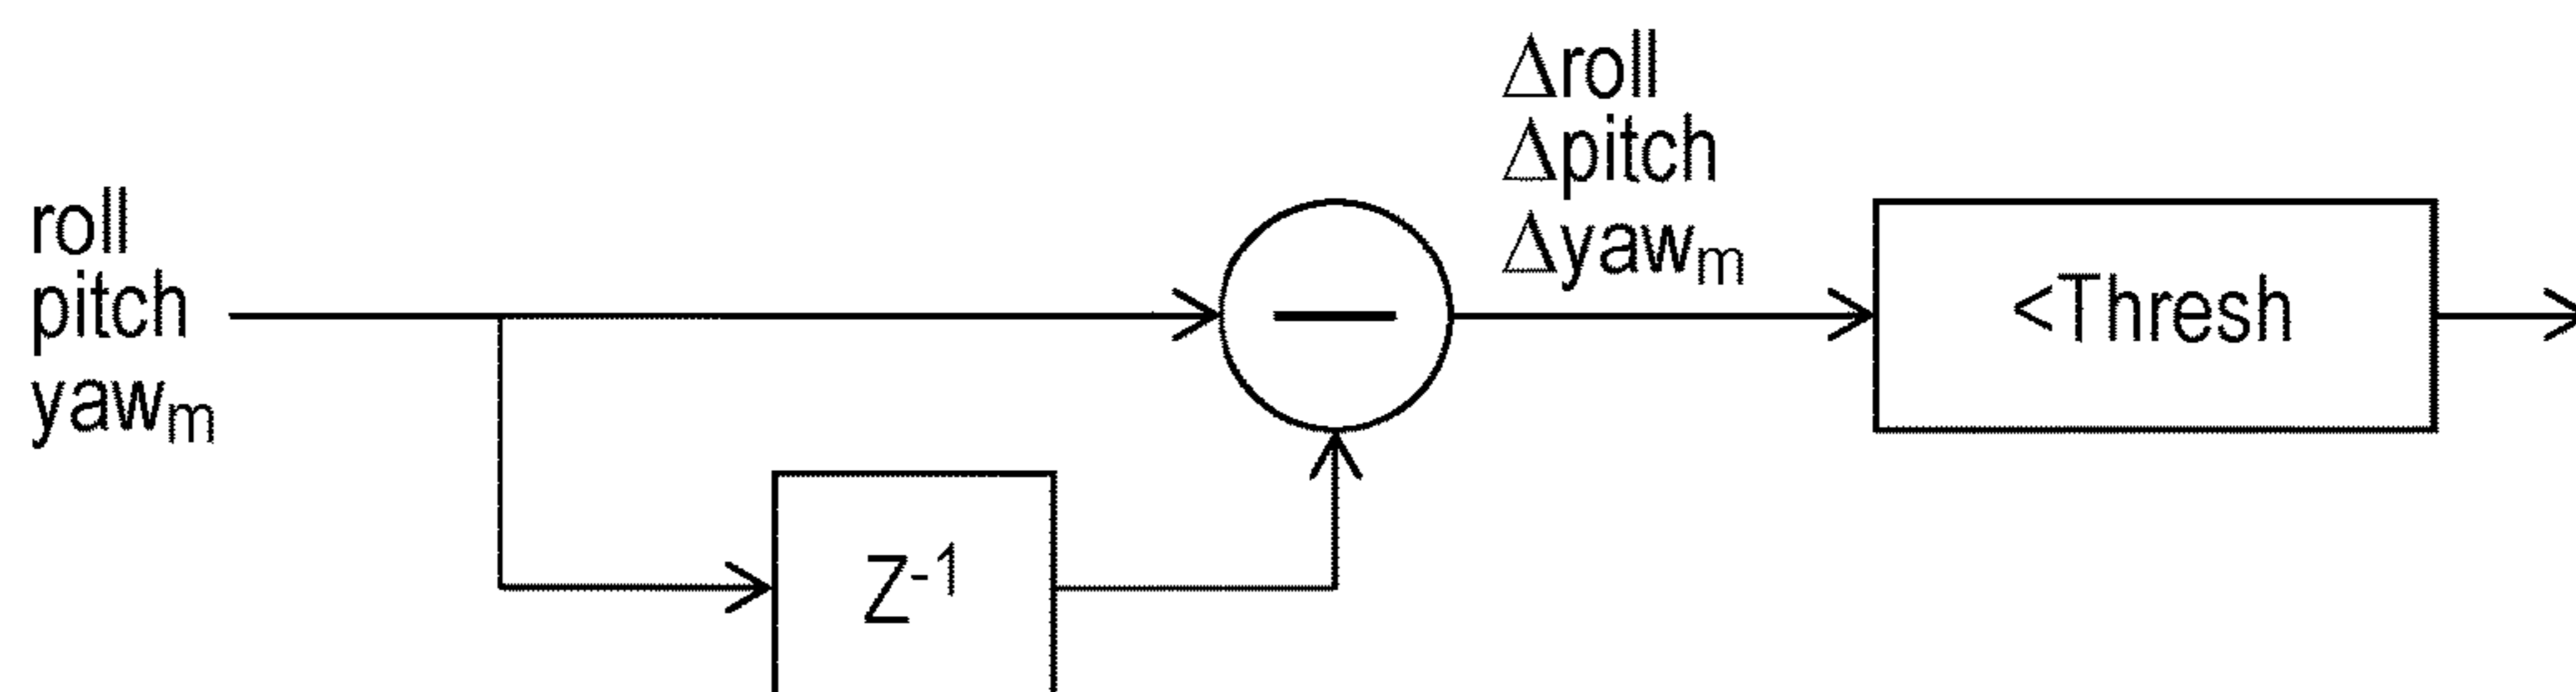 roll
pitch
yawₘ
−
Z⁻¹
Δroll
Δpitch
Δyawₘ
<Thresh